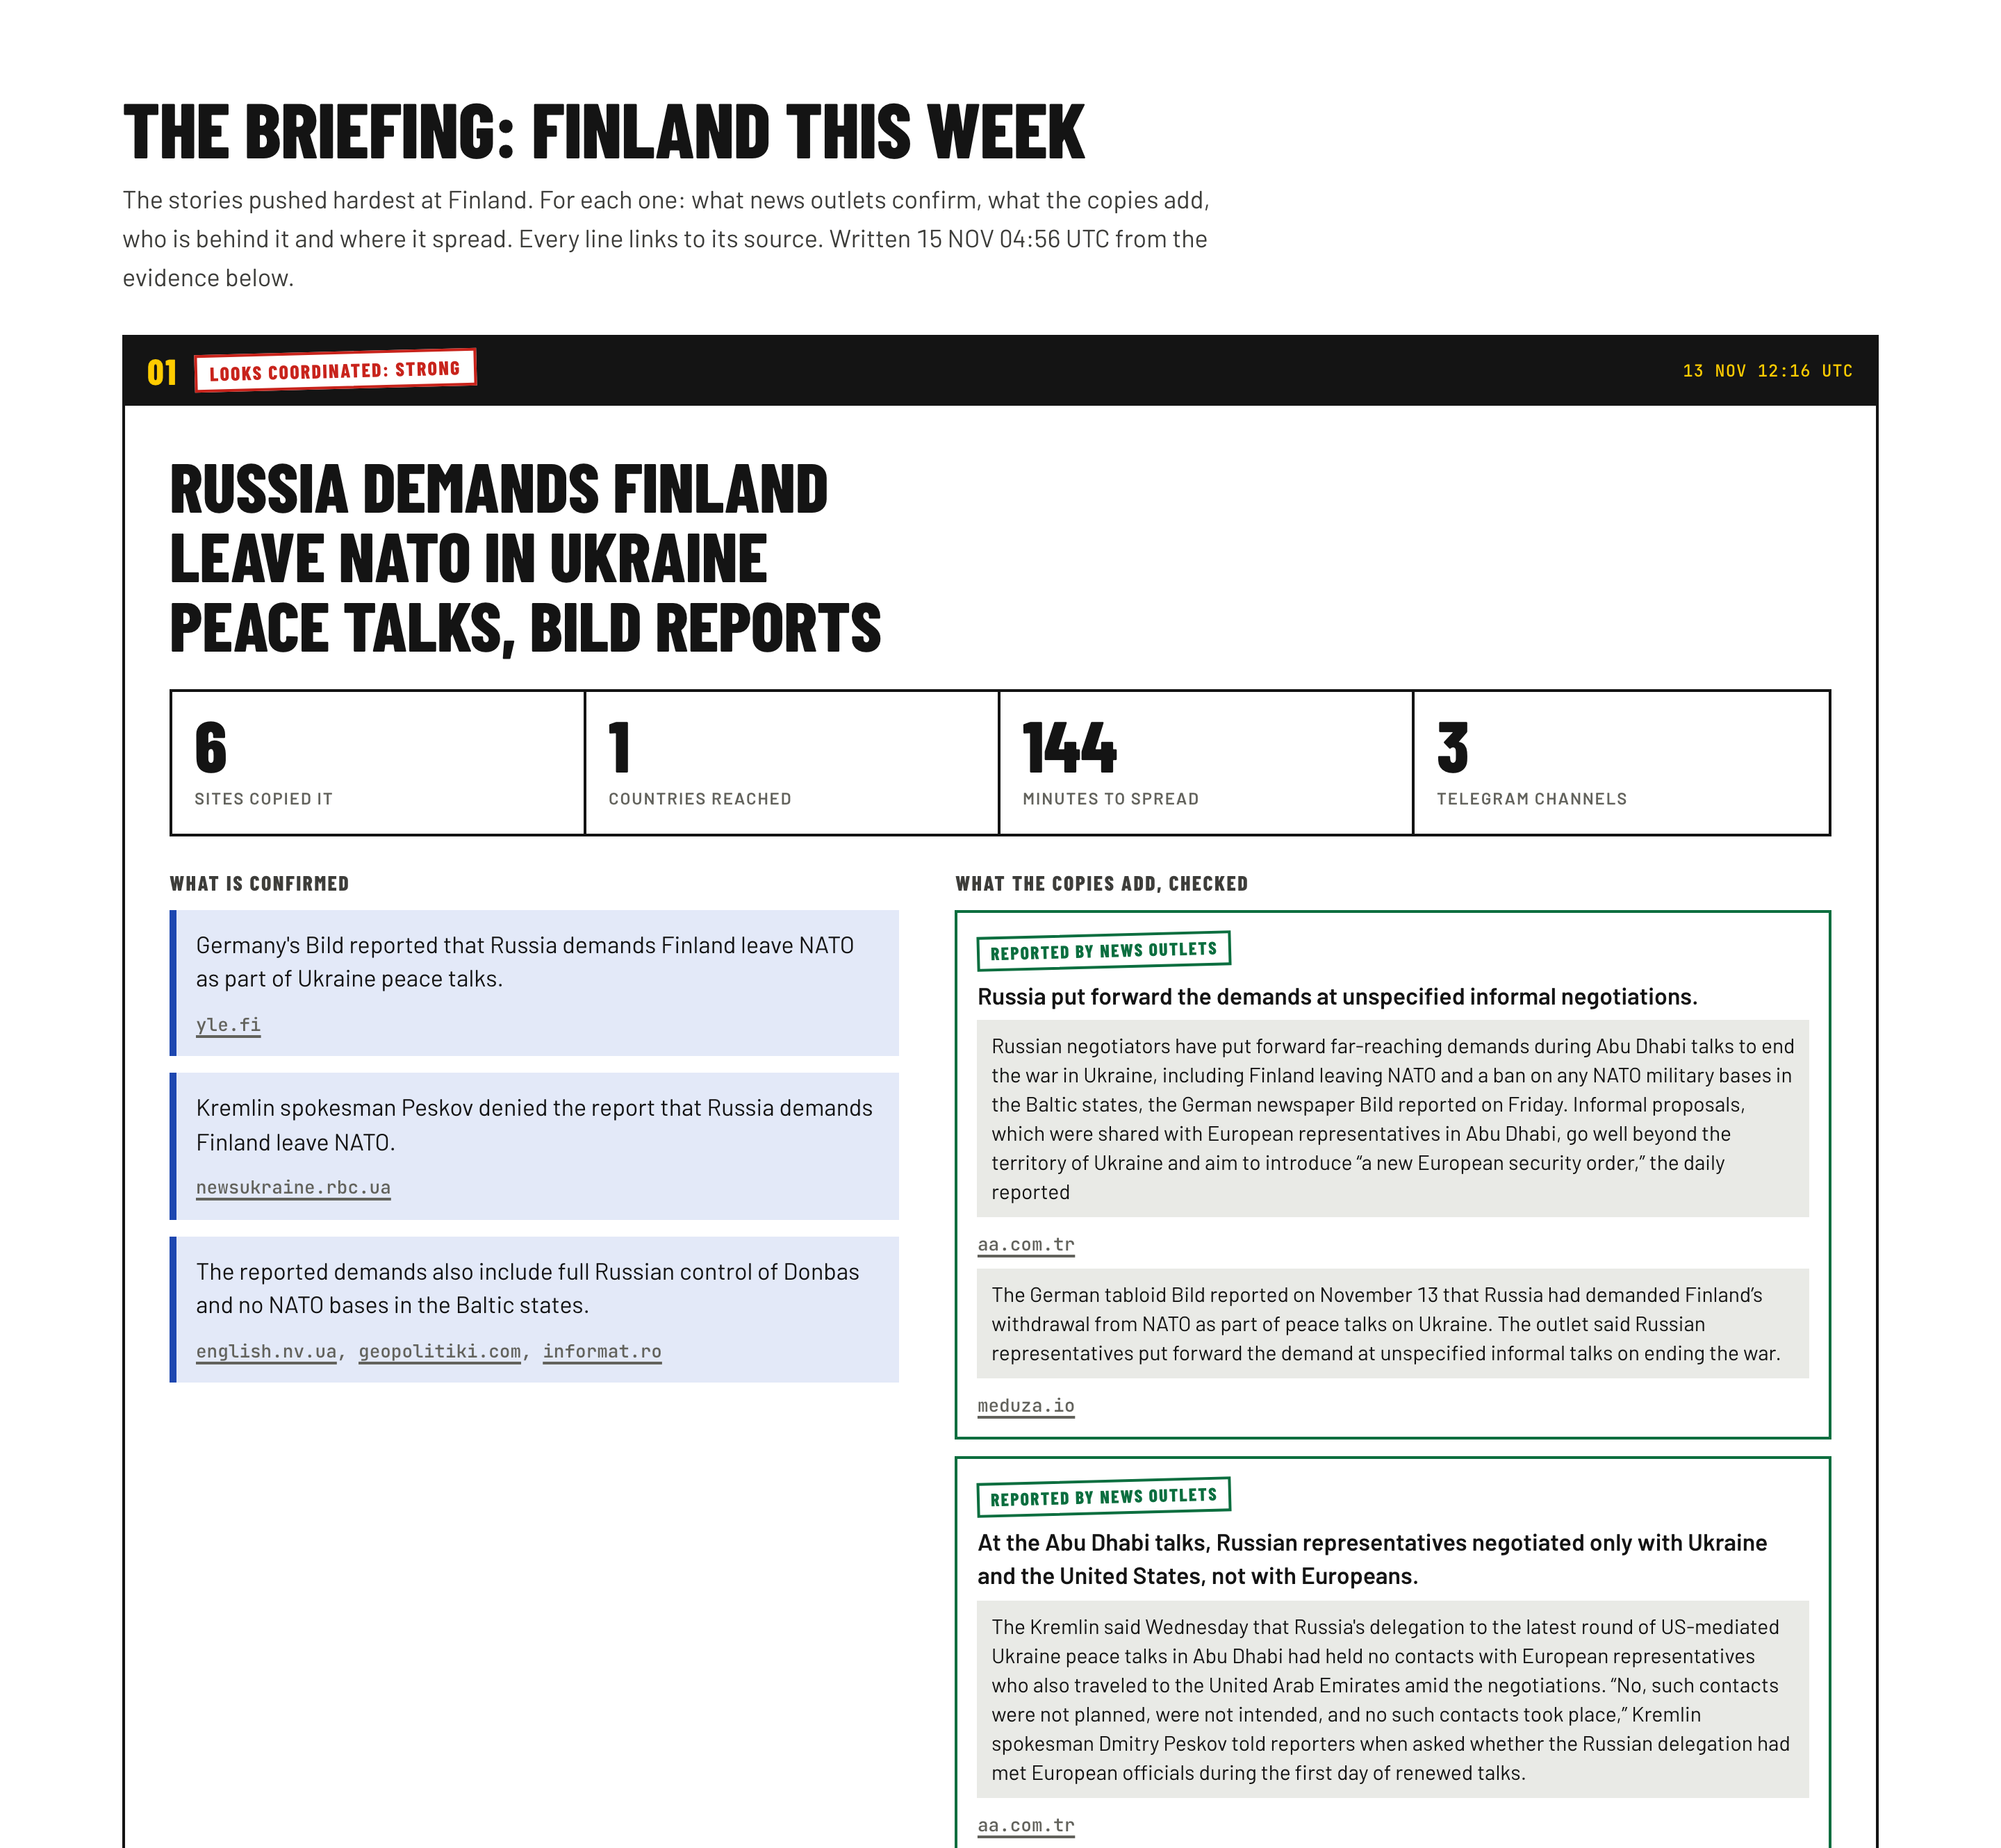 THE BRIEFING: FINLAND THIS WEEK
The stories pushed hardest at Finland. For each one: what news outlets confirm, what the copies add,
who is behind it and where it spread. Every line links to its source. Written 15 NOV 04:56 UTC from the
evidence below.
01
LOOKS COORDINATED: STRONG
13 NOV 12:16 UTC
RUSSIA DEMANDS FINLAND
LEAVE NATO IN UKRAINE
PEACE TALKS, BILD REPORTS
6
SITES COPIED IT
1
COUNTRIES REACHED
144
MINUTES TO SPREAD
3
TELEGRAM CHANNELS
WHAT IS CONFIRMED
Germany's Bild reported that Russia demands Finland leave NATO
as part of Ukraine peace talks.
yle.fi
Kremlin spokesman Peskov denied the report that Russia demands
Finland leave NATO.
newsukraine.rbc.ua
The reported demands also include full Russian control of Donbas
and no NATO bases in the Baltic states.
english.nv.ua, geopolitiki.com, informat.ro
WHAT THE COPIES ADD, CHECKED
REPORTED BY NEWS OUTLETS
Russia put forward the demands at unspecified informal negotiations.
Russian negotiators have put forward far-reaching demands during Abu Dhabi talks to end
the war in Ukraine, including Finland leaving NATO and a ban on any NATO military bases in
the Baltic states, the German newspaper Bild reported on Friday. Informal proposals,
which were shared with European representatives in Abu Dhabi, go well beyond the
territory of Ukraine and aim to introduce “a new European security order,” the daily
reported
aa.com.tr
The German tabloid Bild reported on November 13 that Russia had demanded Finland’s
withdrawal from NATO as part of peace talks on Ukraine. The outlet said Russian
representatives put forward the demand at unspecified informal talks on ending the war.
meduza.io
REPORTED BY NEWS OUTLETS
At the Abu Dhabi talks, Russian representatives negotiated only with Ukraine
and the United States, not with Europeans.
The Kremlin said Wednesday that Russia's delegation to the latest round of US-mediated
Ukraine peace talks in Abu Dhabi had held no contacts with European representatives
who also traveled to the United Arab Emirates amid the negotiations. “No, such contacts
were not planned, were not intended, and no such contacts took place,” Kremlin
spokesman Dmitry Peskov told reporters when asked whether the Russian delegation had
met European officials during the first day of renewed talks.
aa.com.tr